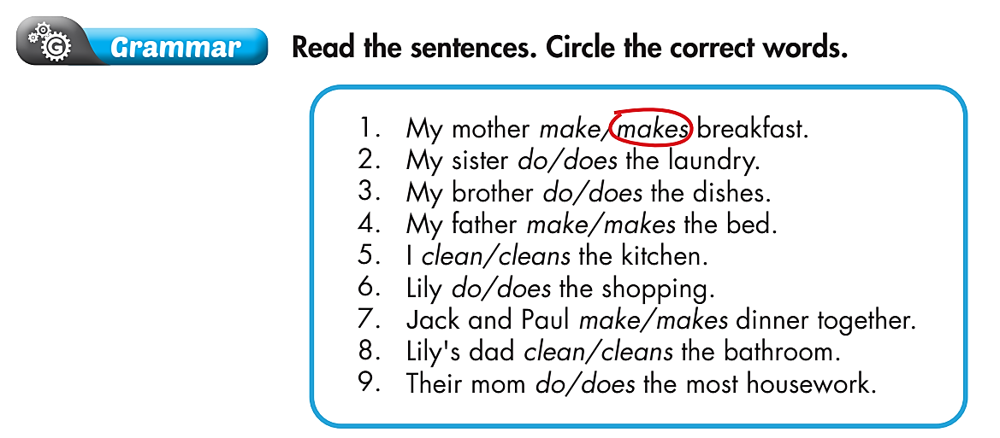 G Grammar
Read the sentences. Circle the correct words.
1. My mother make/makes breakfast.
2. My sister do/does the laundry.
3. My brother do/does the dishes.
4. My father make/makes the bed.
5. I clean/cleans the kitchen.
6. Lily do/does the shopping.
7. Jack and Paul make/makes dinner together.
8. Lily's dad clean/cleans the bathroom.
9. Their mom do/does the most housework.